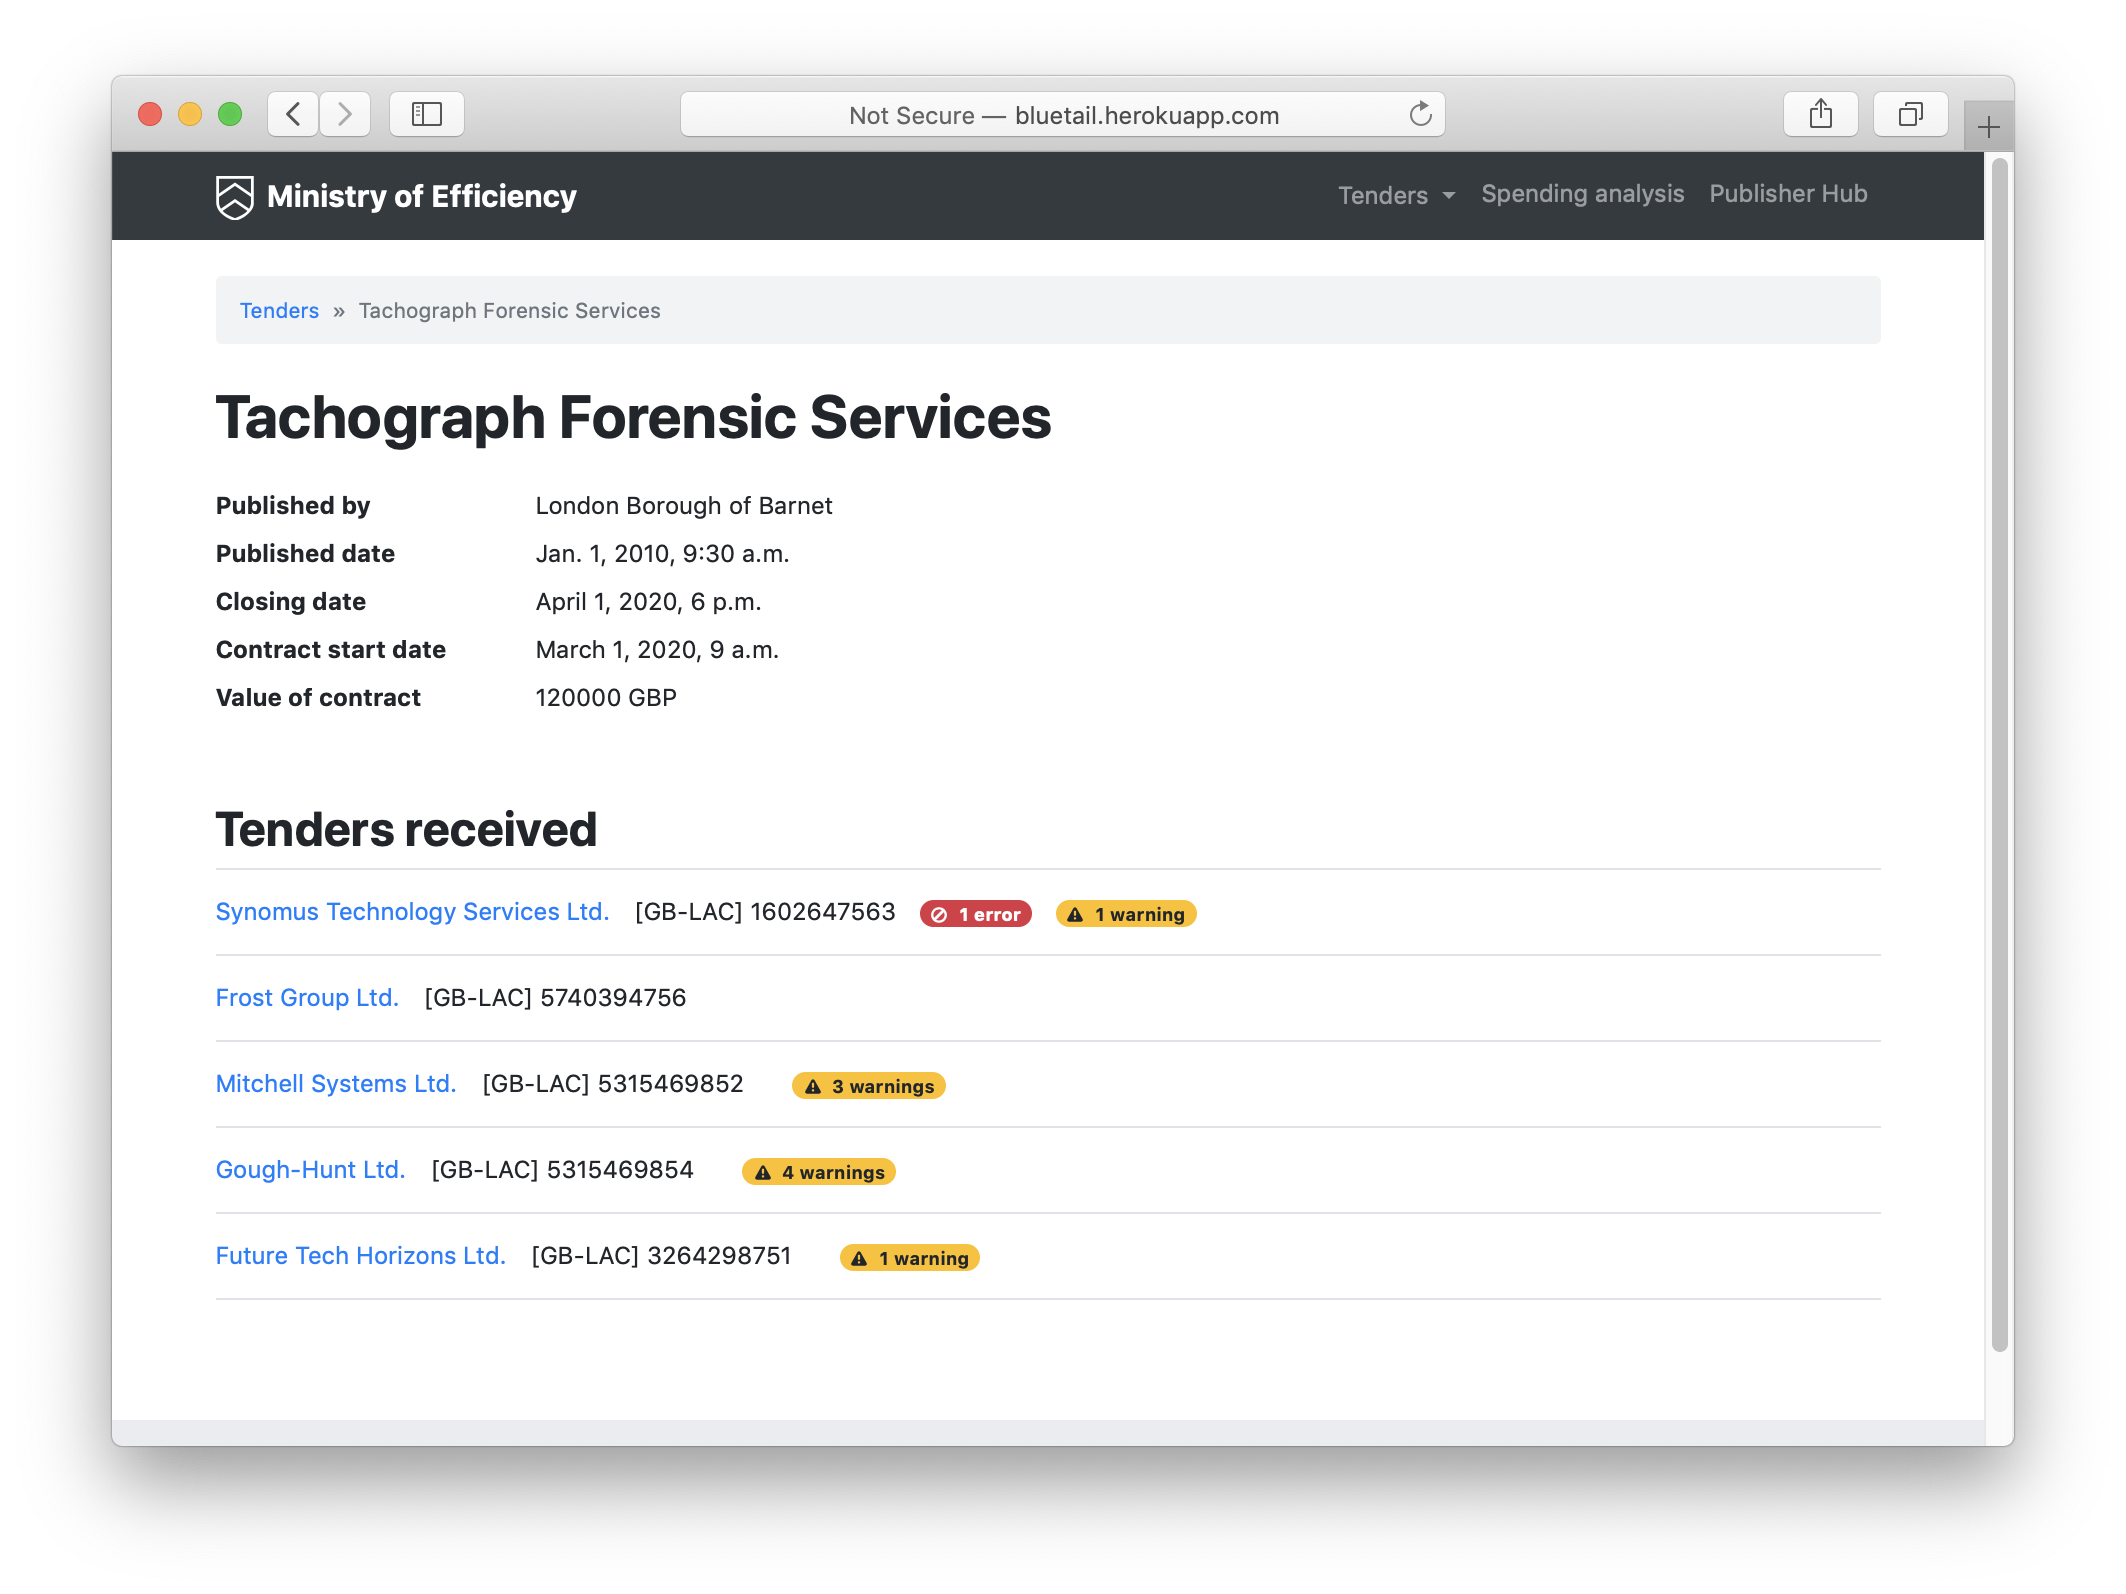 Not Secure — bluetail.herokuapp.com
Ministry of Efficiency
Tenders Spending analysis Publisher Hub
Tenders » Tachograph Forensic Services
Tachograph Forensic Services
Published by London Borough of Barnet
Published date Jan. 1, 2010, 9:30 a.m.
Closing date April 1, 2020, 6 p.m.
Contract start date March 1, 2020, 9 a.m.
Value of contract 120000 GBP
Tenders received
Synomus Technology Services Ltd. [GB-LAC] 1602647563 1 error 1 warning
Frost Group Ltd. [GB-LAC] 5740394756
Mitchell Systems Ltd. [GB-LAC] 5315469852 3 warnings
Gough-Hunt Ltd. [GB-LAC] 5315469854 4 warnings
Future Tech Horizons Ltd. [GB-LAC] 3264298751 1 warning